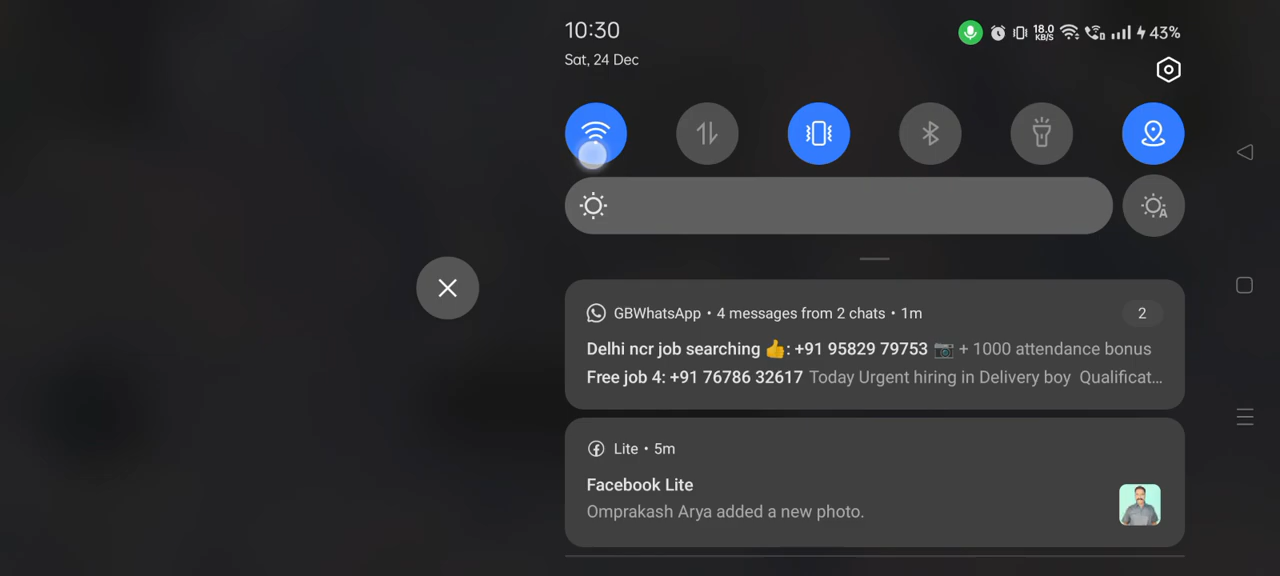 10:30
18.0 KB/S
43%
Sat, 24 Dec
A
GBWhatsApp • 4 messages from 2 chats • 1m
2
Delhi ncr job searching 👍: +91 95829 79753 📷 + 1000 attendance bonus
Free job 4: +91 76786 32617 Today Urgent hiring in Delivery boy Qualificat...
Lite • 5m
Facebook Lite
Omprakash Arya added a new photo.